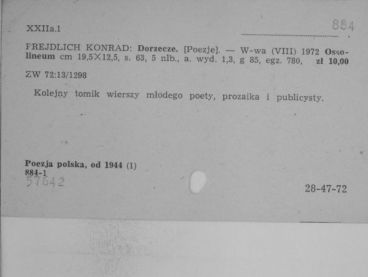 XXIIa.1
884
FREJDLICH KONRAD: Dorzecze. [Poezje]. — W-wa (VIII) 1972 Osso-
lineum cm 19,5X12,5, s. 63, 5 nlb., a. wyd. 1,3, g 85, egz. 780, zł 10,00
ZW 72:13/1298
Kolejny tomik wierszy młodego poety, prozaika i publicysty.
Poezja polska, od 1944 (1)
884-1
57642
28-47-72